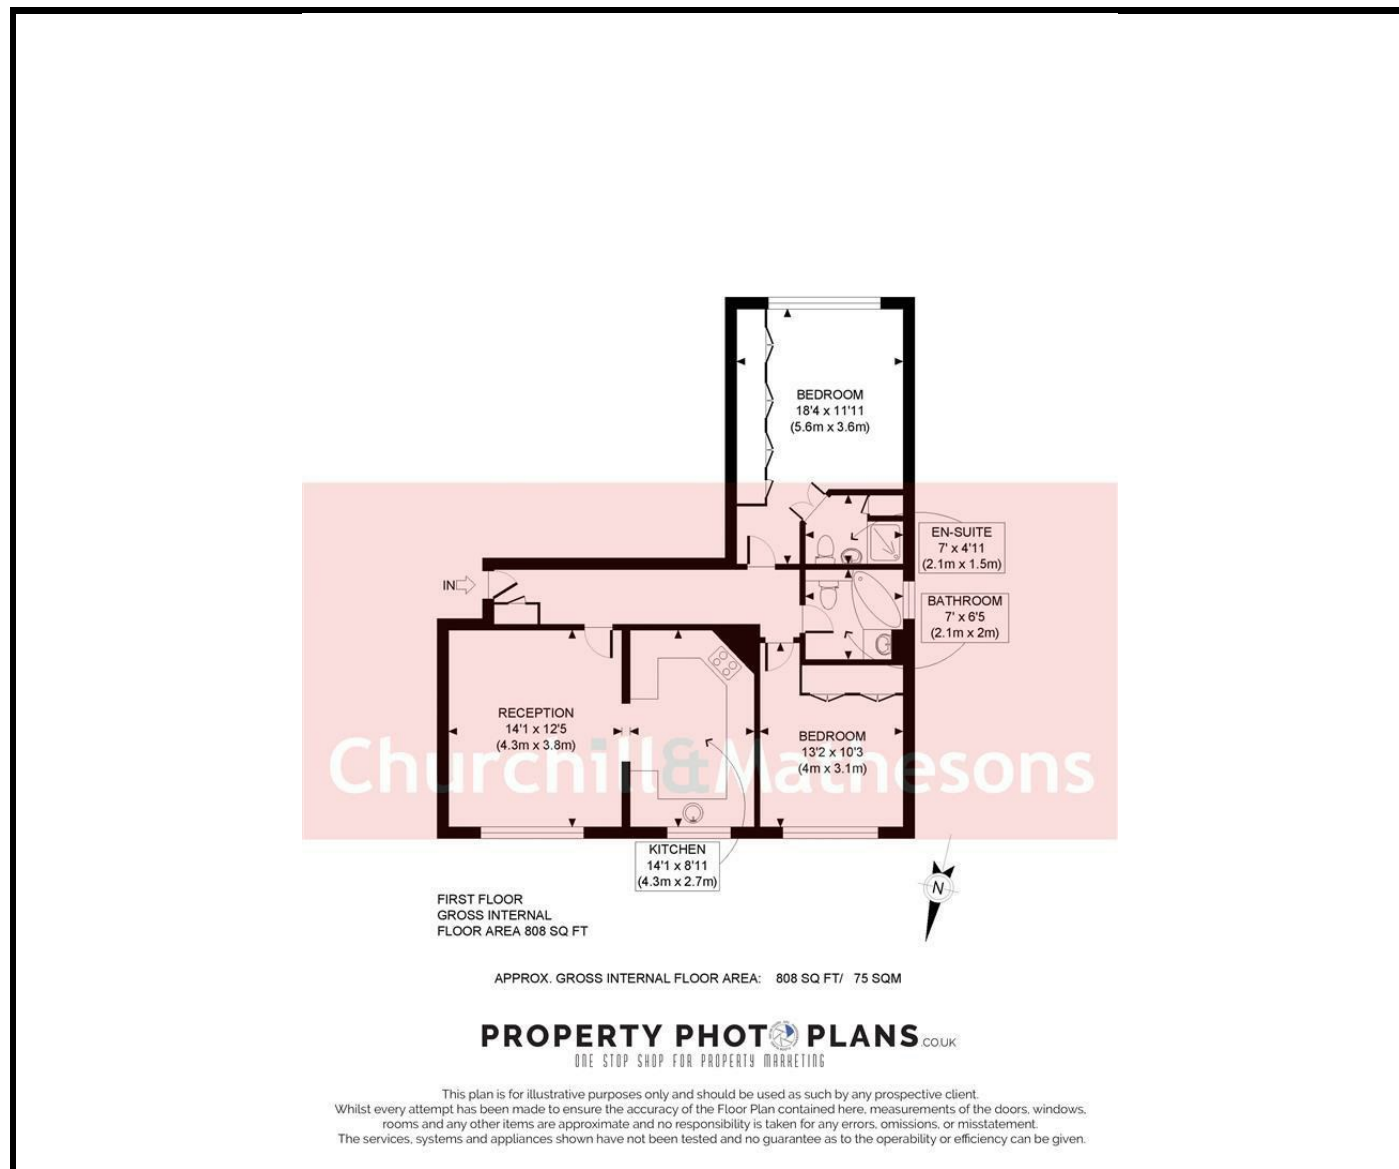 BEDROOM
18'4 x 11'11
(5.6m x 3.6m)
EN-SUITE
7' x 4'11
(2.1m x 1.5m)
IN
BATHROOM
7' x 6'5
(2.1m x 2m)
RECEPTION
14'1 x 12'5
(4.3m x 3.8m)
BEDROOM
13'2 x 10'3
(4m x 3.1m)
Churchill&Mathesons
KITCHEN
14'1 x 8'11
(4.3m x 2.7m)
N
FIRST FLOOR
GROSS INTERNAL
FLOOR AREA 808 SQ FT
APPROX. GROSS INTERNAL FLOOR AREA: 808 SQ FT/ 75 SQM
PROPERTY PHOTO PLANS.CO.UK
ONE STOP SHOP FOR PROPERTY MARKETING
This plan is for illustrative purposes only and should be used as such by any prospective client.
Whilst every attempt has been made to ensure the accuracy of the Floor Plan contained here, measurements of the doors, windows,
rooms and any other items are approximate and no responsibility is taken for any errors, omissions, or misstatement.
The services, systems and appliances shown have not been tested and no guarantee as to the operability or efficiency can be given.